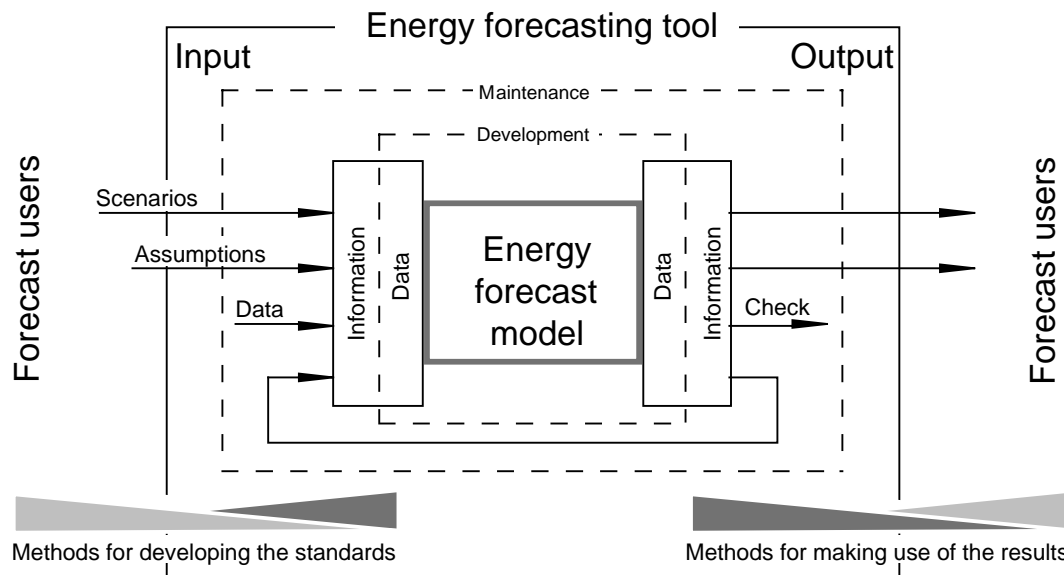 Energy forecasting tool
Input
Output
Maintenance
Development
Forecast users
Scenarios
Assumptions
Data
Information
Data
Energy
forecast
model
Data
Information
Check
Forecast users
Methods for developing the standards
Methods for making use of the results